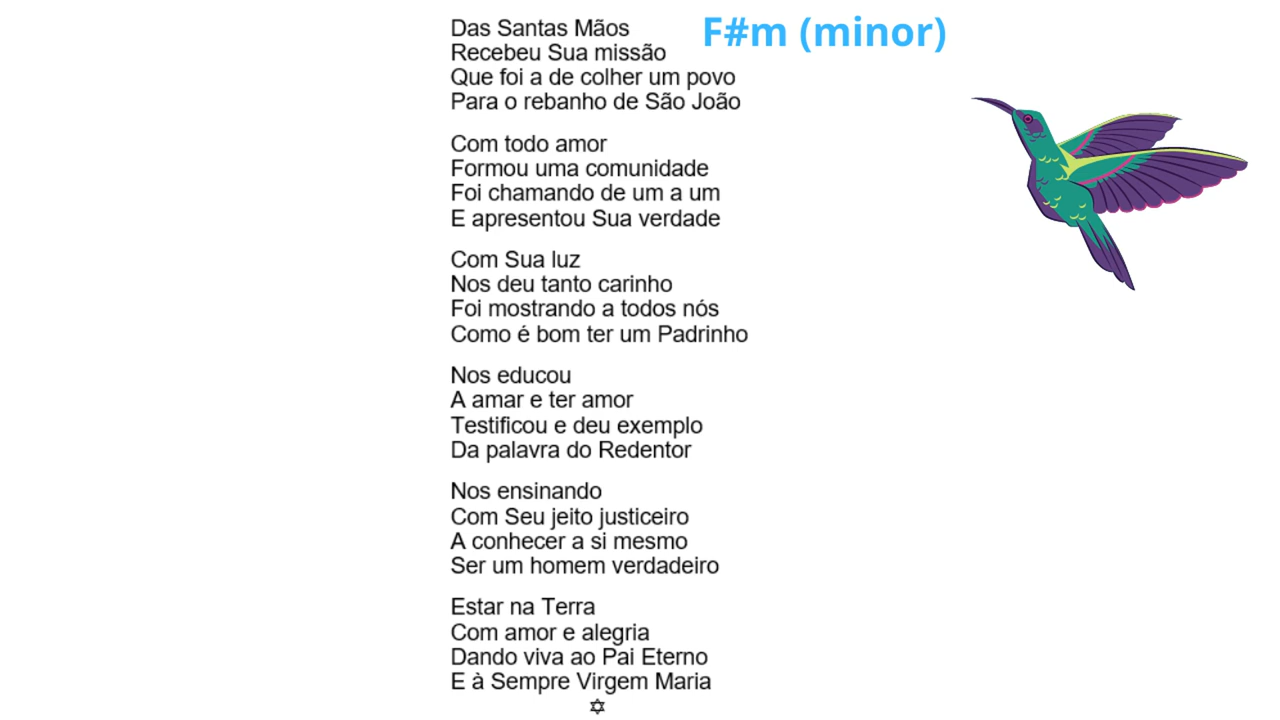 Das Santas Mãos
Recebeu Sua missão
Que foi a de colher um povo
Para o rebanho de São João
F#m (minor)
Com todo amor
Formou uma comunidade
Foi chamando de um a um
E apresentou Sua verdade
Com Sua luz
Nos deu tanto carinho
Foi mostrando a todos nós
Como é bom ter um Padrinho
Nos educou
A amar e ter amor
Testificou e deu exemplo
Da palavra do Redentor
Nos ensinando
Com Seu jeito justiceiro
A conhecer a si mesmo
Ser um homem verdadeiro
Estar na Terra
Com amor e alegria
Dando viva ao Pai Eterno
E à Sempre Virgem Maria
✡